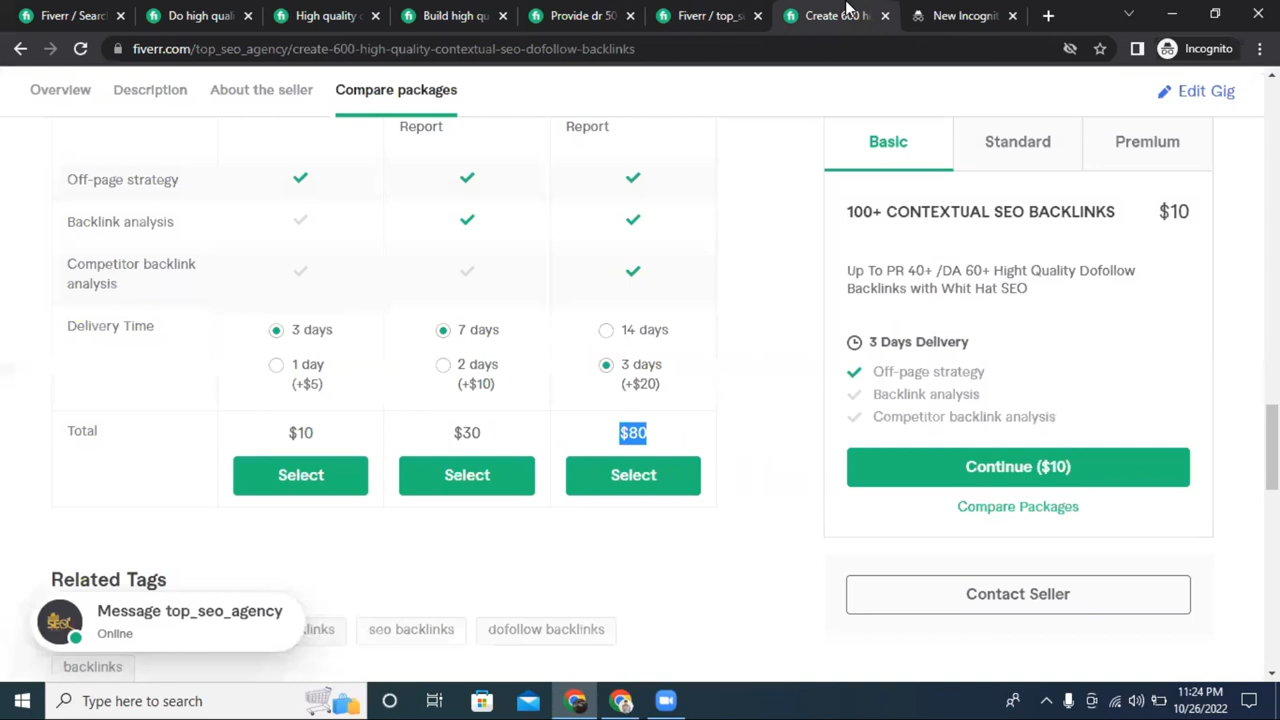 Fiverr / Searc
Do high quali
High quality c
Build high qu
Provide dr 50
Fiverr / top_s
Create 600 hi
New Incognit
fiverr.com/top_seo_agency/create-600-high-quality-contextual-seo-dofollow-backlinks
Incognito
Overview
Description
About the seller
Compare packages
Edit Gig
Report
Report
Off-page strategy
Backlink analysis
Competitor backlink
analysis
Delivery Time
3 days
7 days
14 days
1 day
(+$5)
2 days
(+$10)
3 days
(+$20)
Total
$10
$30
$80
Select
Select
Select
Basic
Standard
Premium
100+ CONTEXTUAL SEO BACKLINKS
$10
Up To PR 40+ /DA 60+ Hight Quality Dofollow
Backlinks with Whit Hat SEO
3 Days Delivery
Off-page strategy
Backlink analysis
Competitor backlink analysis
Continue ($10)
Compare Packages
Contact Seller
Related Tags
Message top_seo_agency
Online
links
seo backlinks
dofollow backlinks
backlinks
Type here to search
11:24 PM
10/26/2022